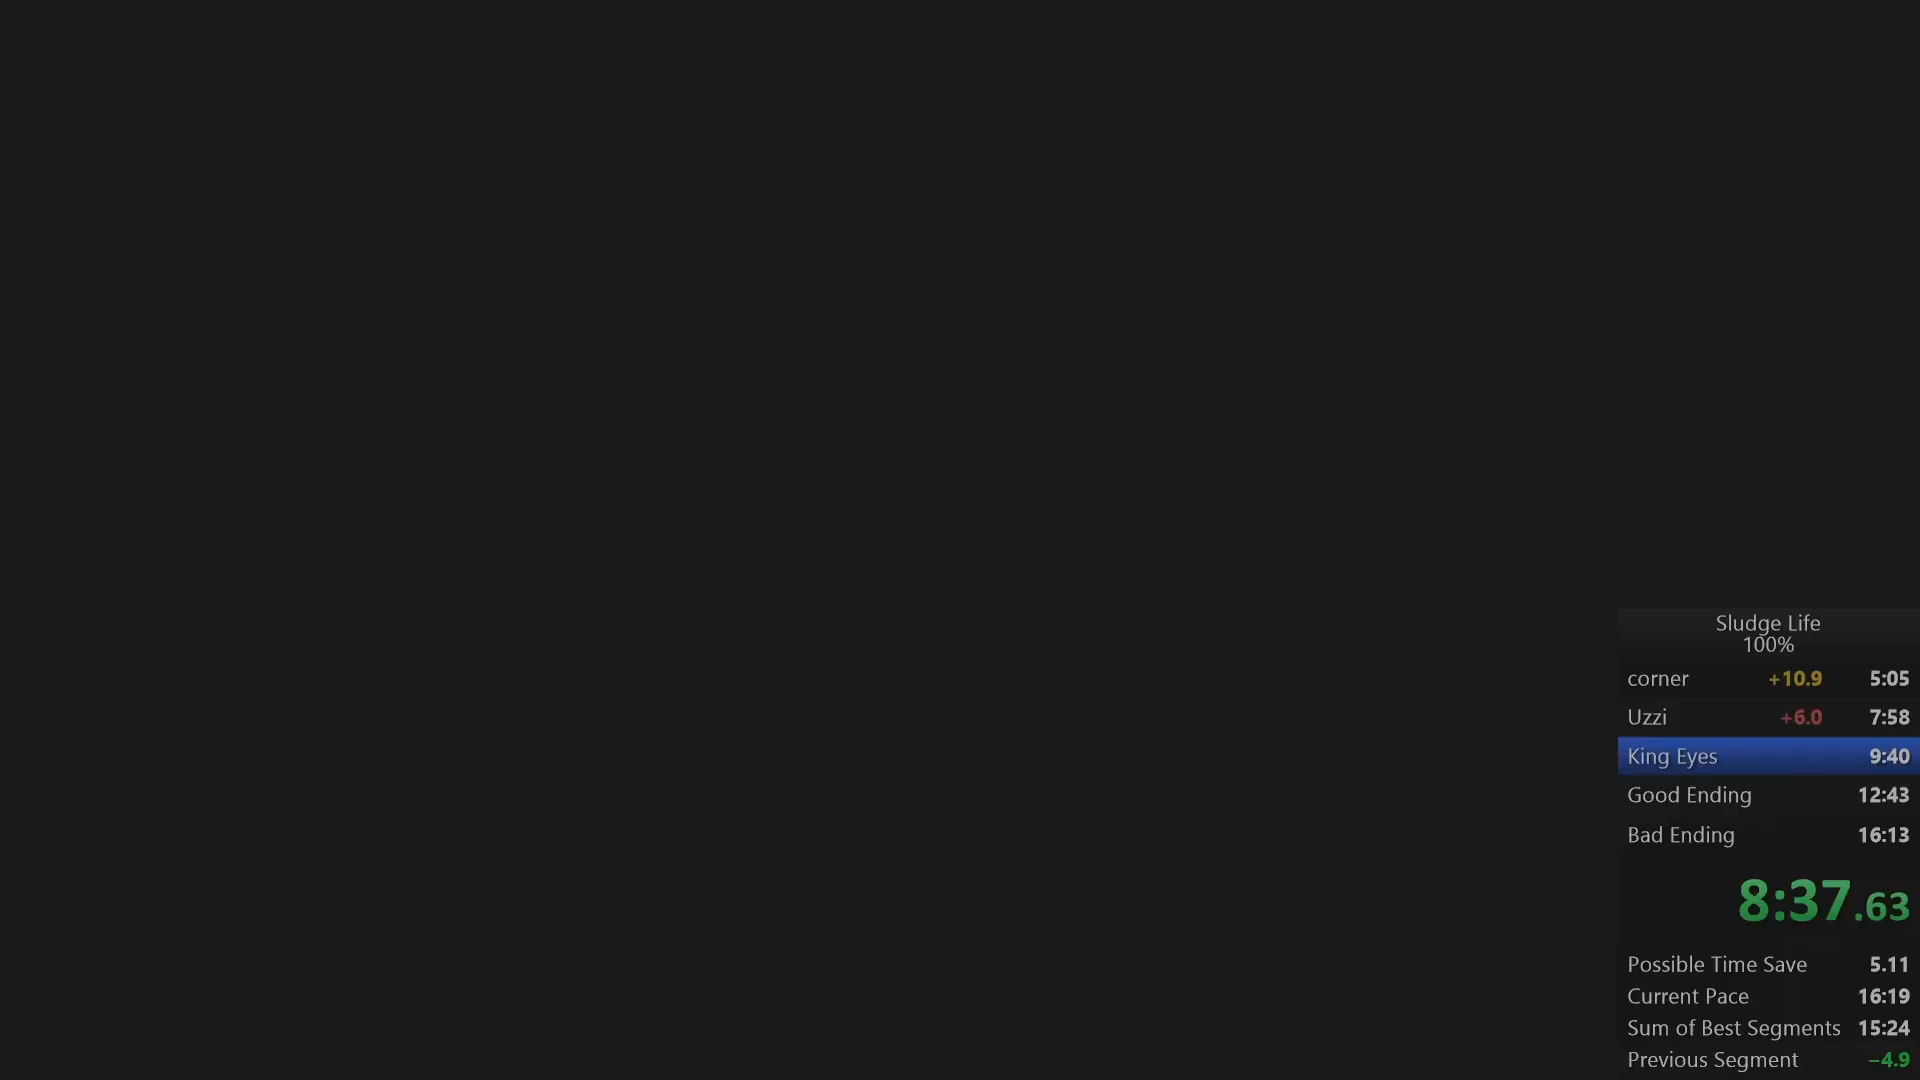 Sludge Life
100%
corner +10.9 5:05
Uzzi +6.0 7:58
King Eyes 9:40
Good Ending 12:43
Bad Ending 16:13
8:37.63
Possible Time Save 5.11
Current Pace 16:19
Sum of Best Segments 15:24
Previous Segment −4.9